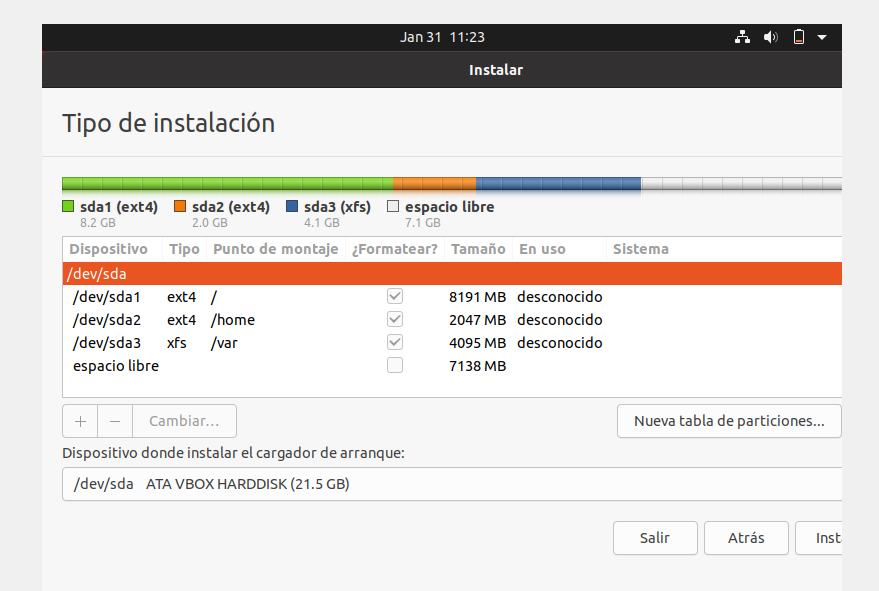 Jan 31 11:23
Instalar
Tipo de instalación
sda1 (ext4) sda2 (ext4) sda3 (xfs) espacio libre
8.2 GB 2.0 GB 4.1 GB 7.1 GB
Dispositivo Tipo Punto de montaje ¿Formatear? Tamaño En uso Sistema
/dev/sda
/dev/sda1 ext4 / 8191 MB desconocido
/dev/sda2 ext4 /home 2047 MB desconocido
/dev/sda3 xfs /var 4095 MB desconocido
espacio libre 7138 MB
+ − Cambiar... Nueva tabla de particiones...
Dispositivo donde instalar el cargador de arranque:
/dev/sda ATA VBOX HARDDISK (21.5 GB)
Salir Atrás Inst